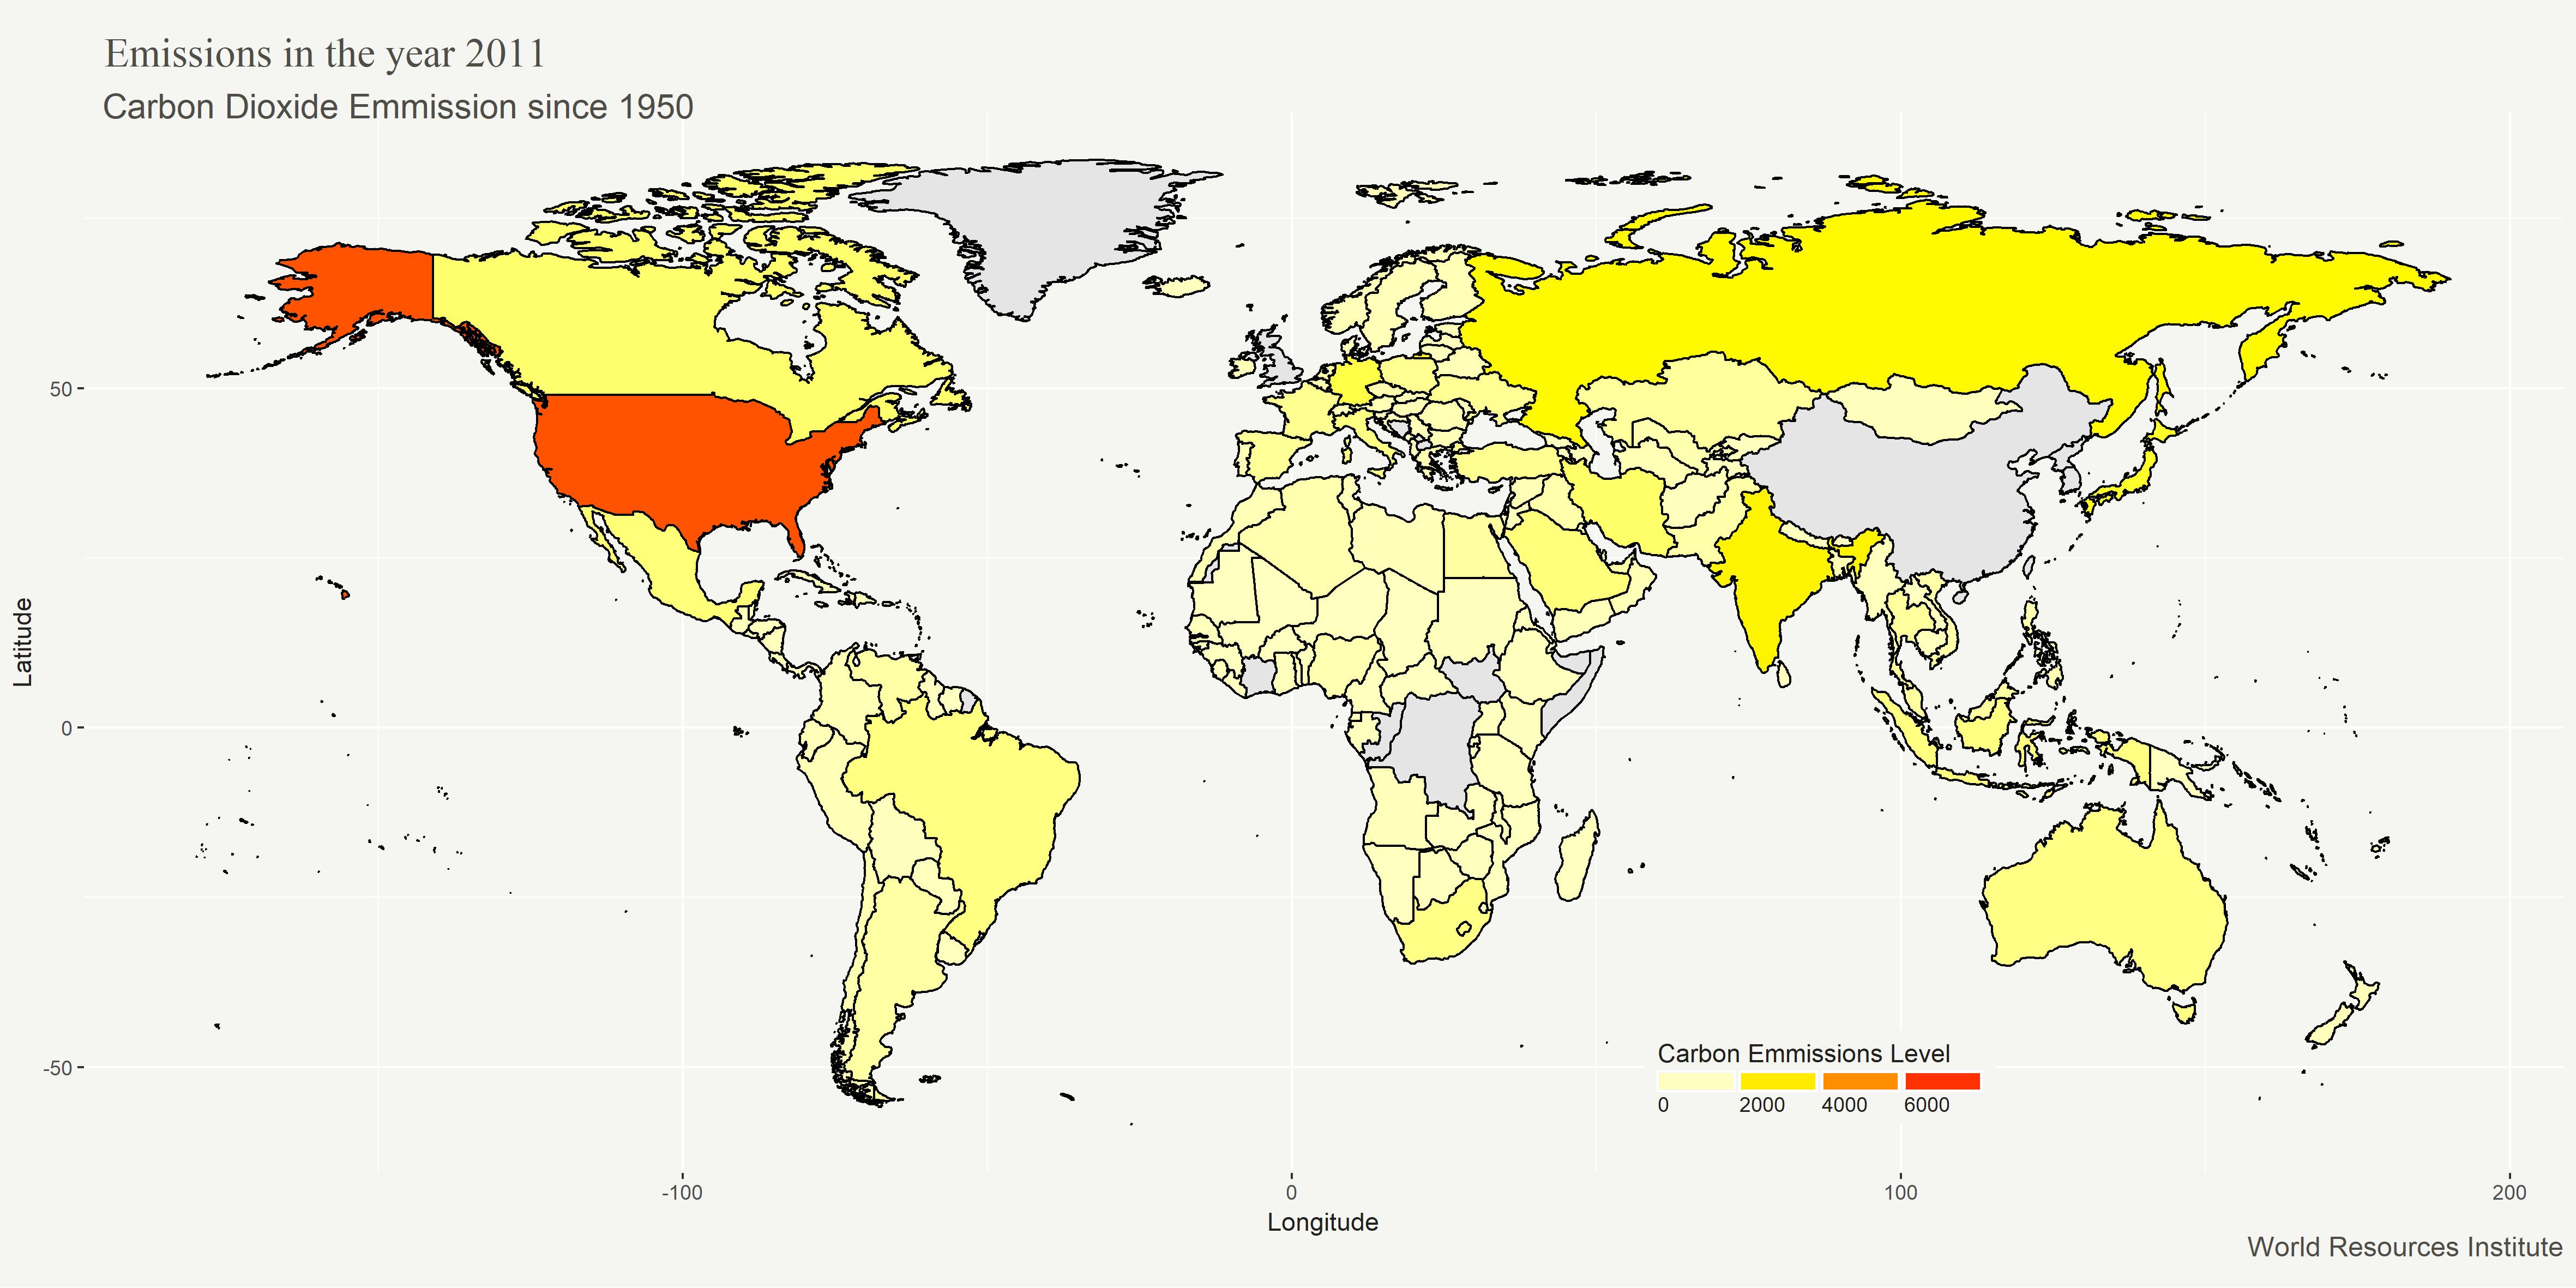 Emissions in the year 2011
Carbon Dioxide Emmission since 1950
50
0
-50
Latitude
Carbon Emmissions Level
0 2000 4000 6000
-100 0 100 200
Longitude
World Resources Institute